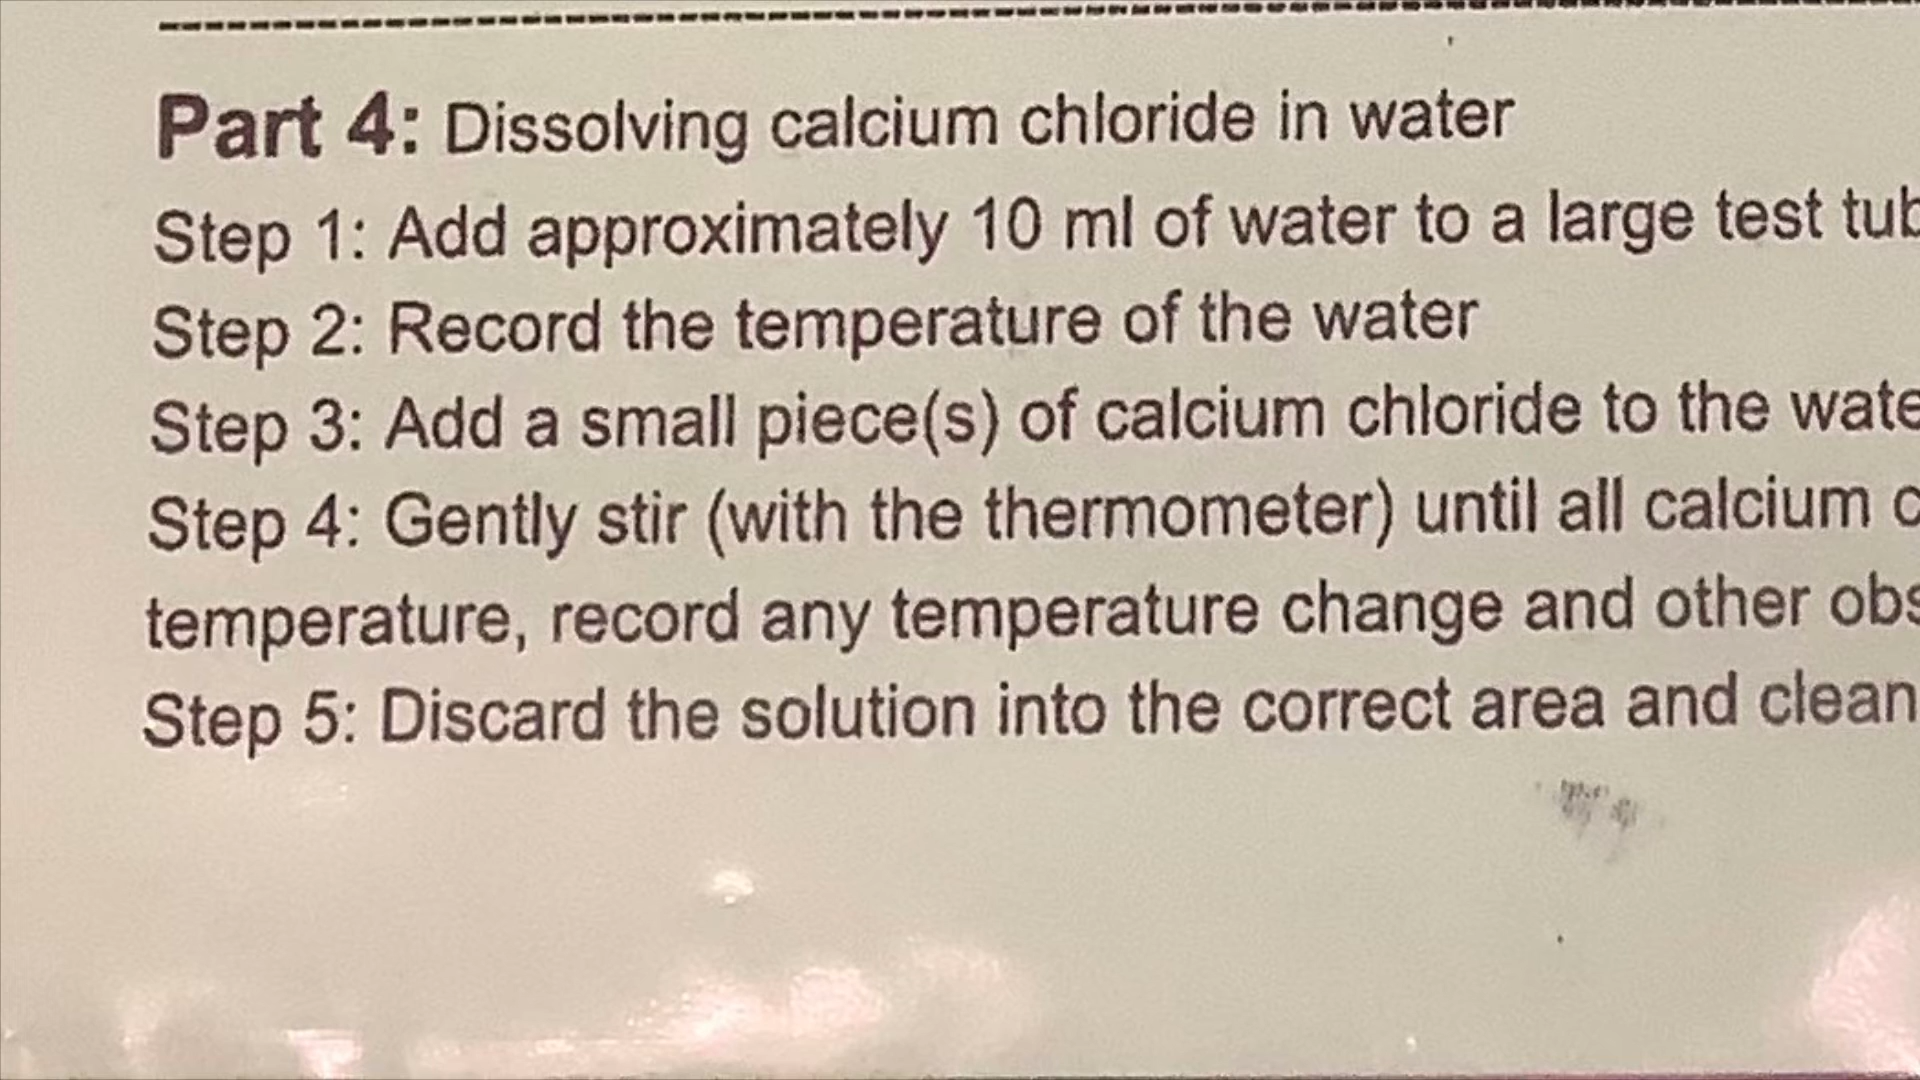 Part 4: Dissolving calcium chloride in water
Step 1: Add approximately 10 ml of water to a large test tub
Step 2: Record the temperature of the water
Step 3: Add a small piece(s) of calcium chloride to the wate
Step 4: Gently stir (with the thermometer) until all calcium c
temperature, record any temperature change and other obs
Step 5: Discard the solution into the correct area and clean